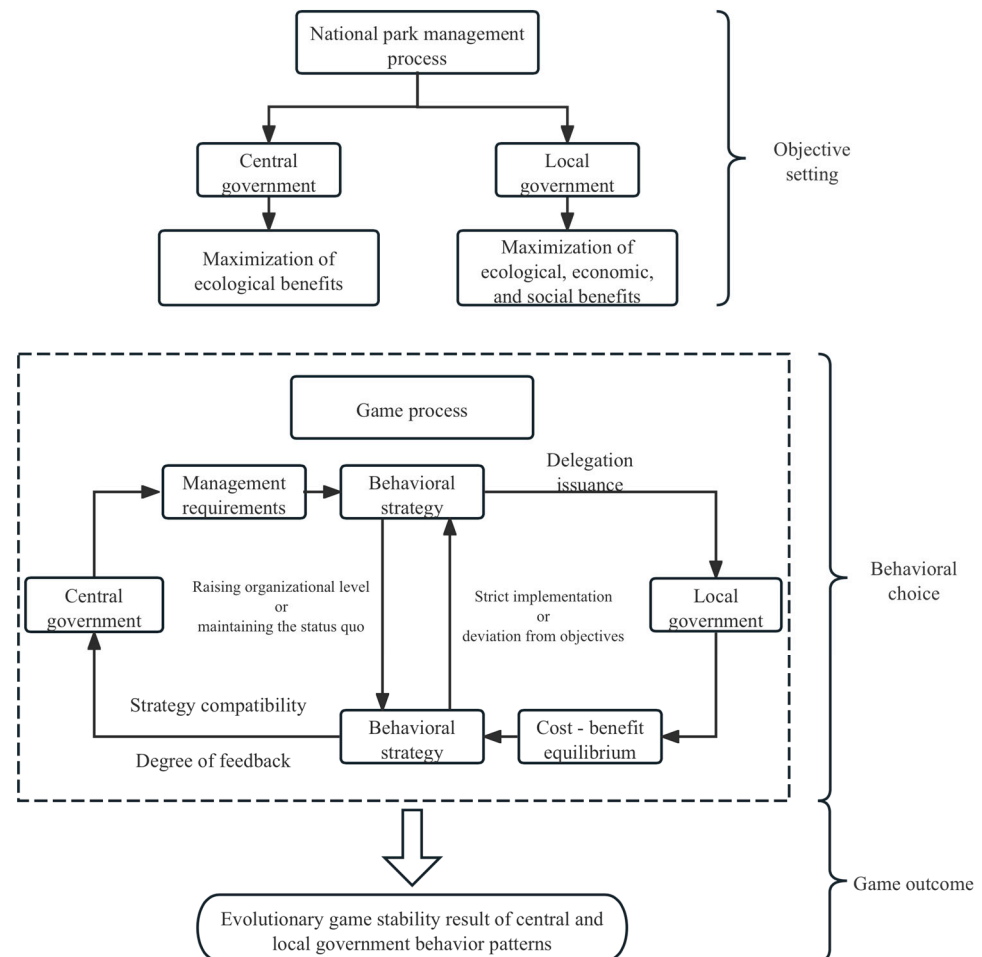 National park management
process
Central
government
Local
government
Objective
setting
Maximization of
ecological benefits
Maximization of
ecological, economic,
and social benefits
Game process
Delegation
issuance
Management
requirements
Behavioral
strategy
Central
government
Raising organizational level
or
maintaining the status quo
Strict implementation
or
deviation from objectives
Local
government
Behavioral
choice
Strategy compatibility
Degree of feedback
Behavioral
strategy
Cost - benefit
equilibrium
Game outcome
Evolutionary game stability result of central and
local government behavior patterns